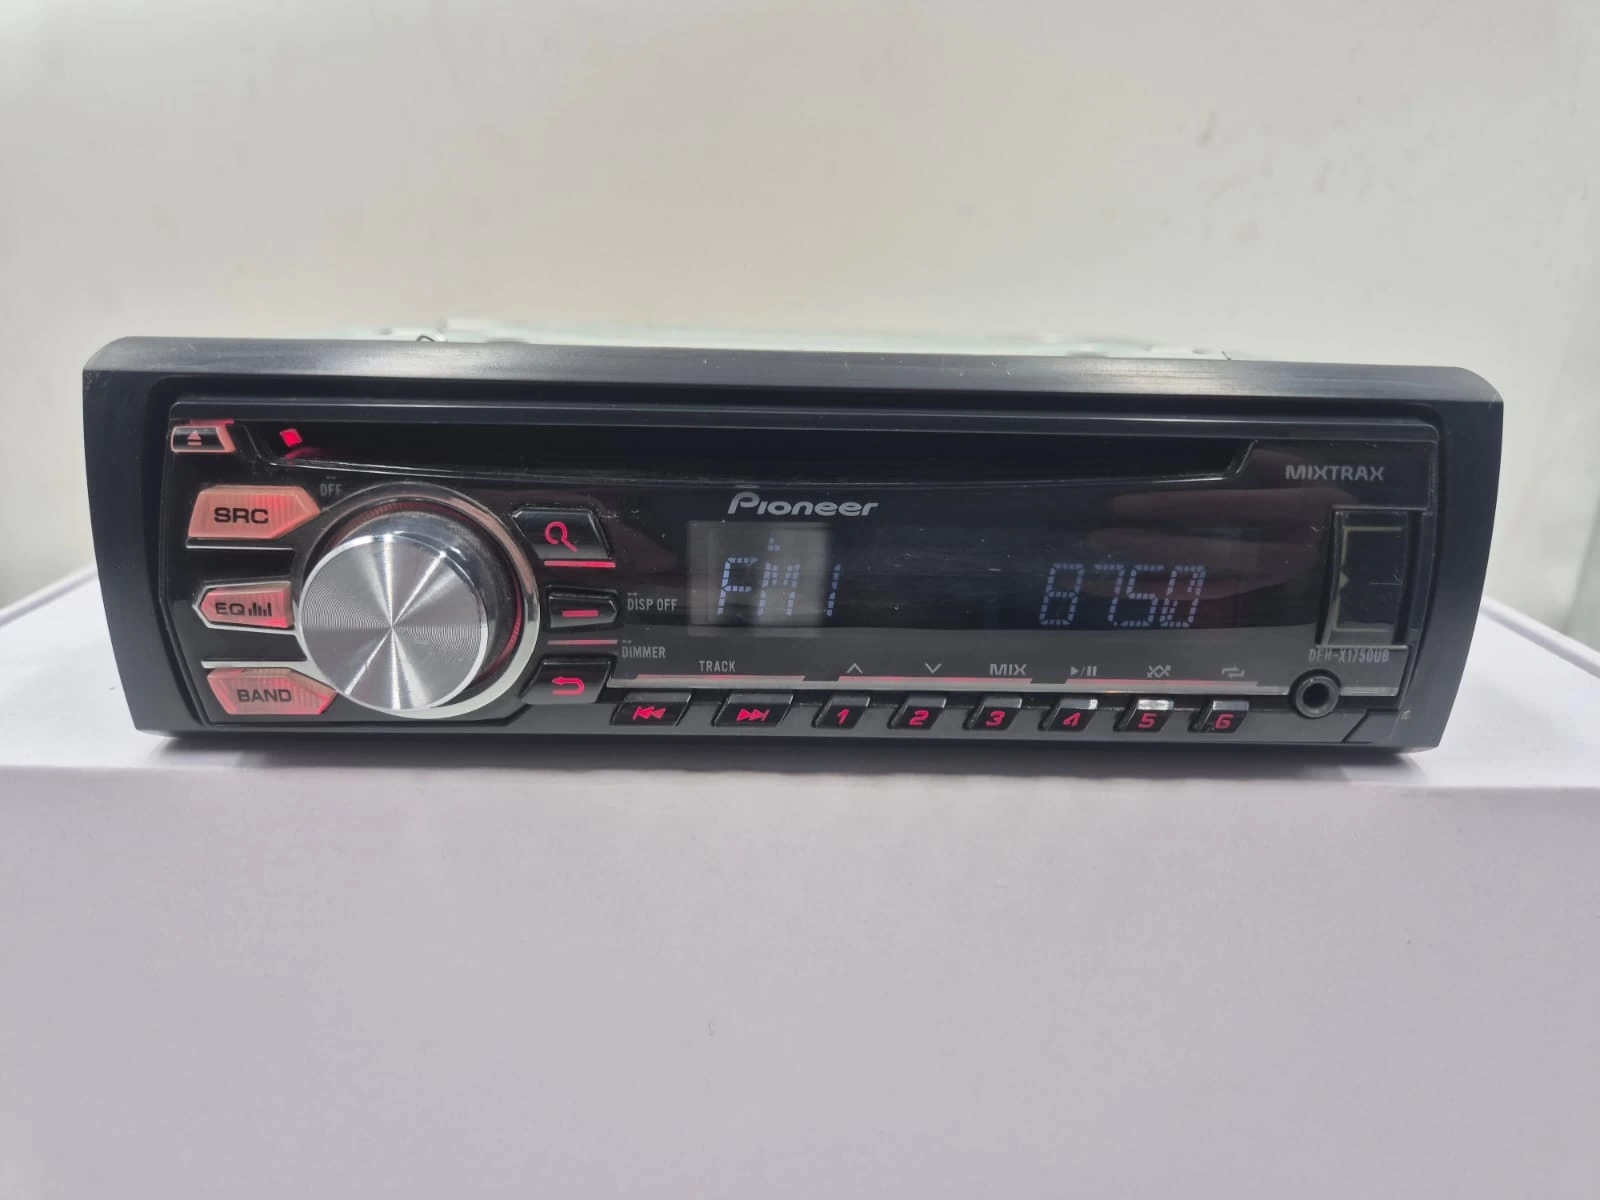 MIXTRAX
OFF
SRC
Pioneer
FM1 87.50
EQ
DISP OFF
DIMMER
DEH-X1750UB
TRACK
MIX
BAND
1 2 3 4 5 6